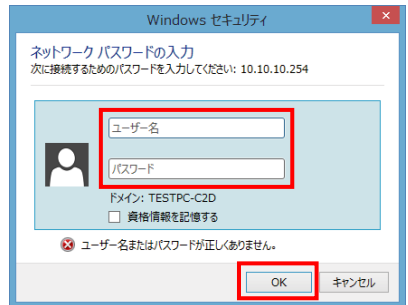 Windows セキュリティ
ネットワーク パスワードの入力
次に接続するためのパスワードを入力してください: 10.10.10.254
ユーザー名
パスワード
ドメイン: TESTPC-C2D
資格情報を記憶する
ユーザー名またはパスワードが正しくありません。
OK キャンセル